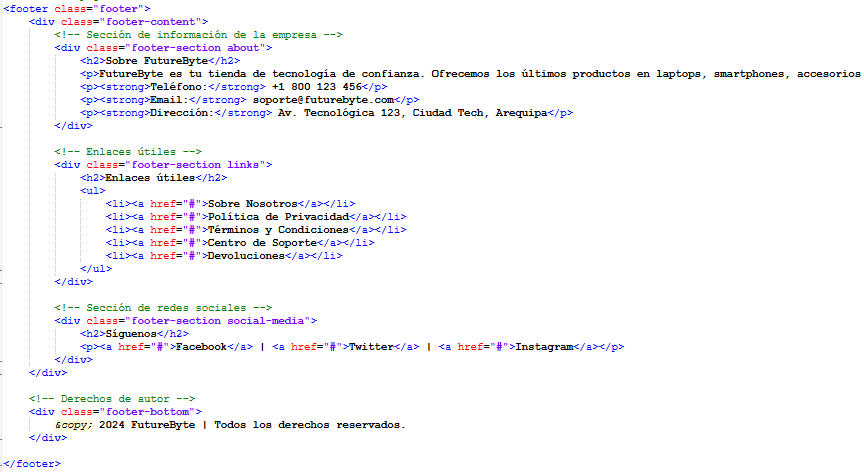 <footer class="footer">
<div class="footer-content">
<!-- Sección de información de la empresa -->
<div class="footer-section about">
<h2>Sobre FutureByte</h2>
<p>FutureByte es tu tienda de tecnología de confianza. Ofrecemos los últimos productos en laptops, smartphones, accesorios
<p><strong>Teléfono:</strong> +1 800 123 456</p>
<p><strong>Email:</strong> soporte@futurebyte.com</p>
<p><strong>Dirección:</strong> Av. Tecnológica 123, Ciudad Tech, Arequipa</p>
</div>
<!-- Enlaces útiles -->
<div class="footer-section links">
<h2>Enlaces útiles</h2>
<ul>
<li><a href="#">Sobre Nosotros</a></li>
<li><a href="#">Política de Privacidad</a></li>
<li><a href="#">Términos y Condiciones</a></li>
<li><a href="#">Centro de Soporte</a></li>
<li><a href="#">Devoluciones</a></li>
</ul>
</div>
<!-- Sección de redes sociales -->
<div class="footer-section social-media">
<h2>Síguenos</h2>
<p><a href="#">Facebook</a> | <a href="#">Twitter</a> | <a href="#">Instagram</a></p>
</div>
</div>
<!-- Derechos de autor -->
<div class="footer-bottom">
&copy; 2024 FutureByte | Todos los derechos reservados.
</div>
</footer>